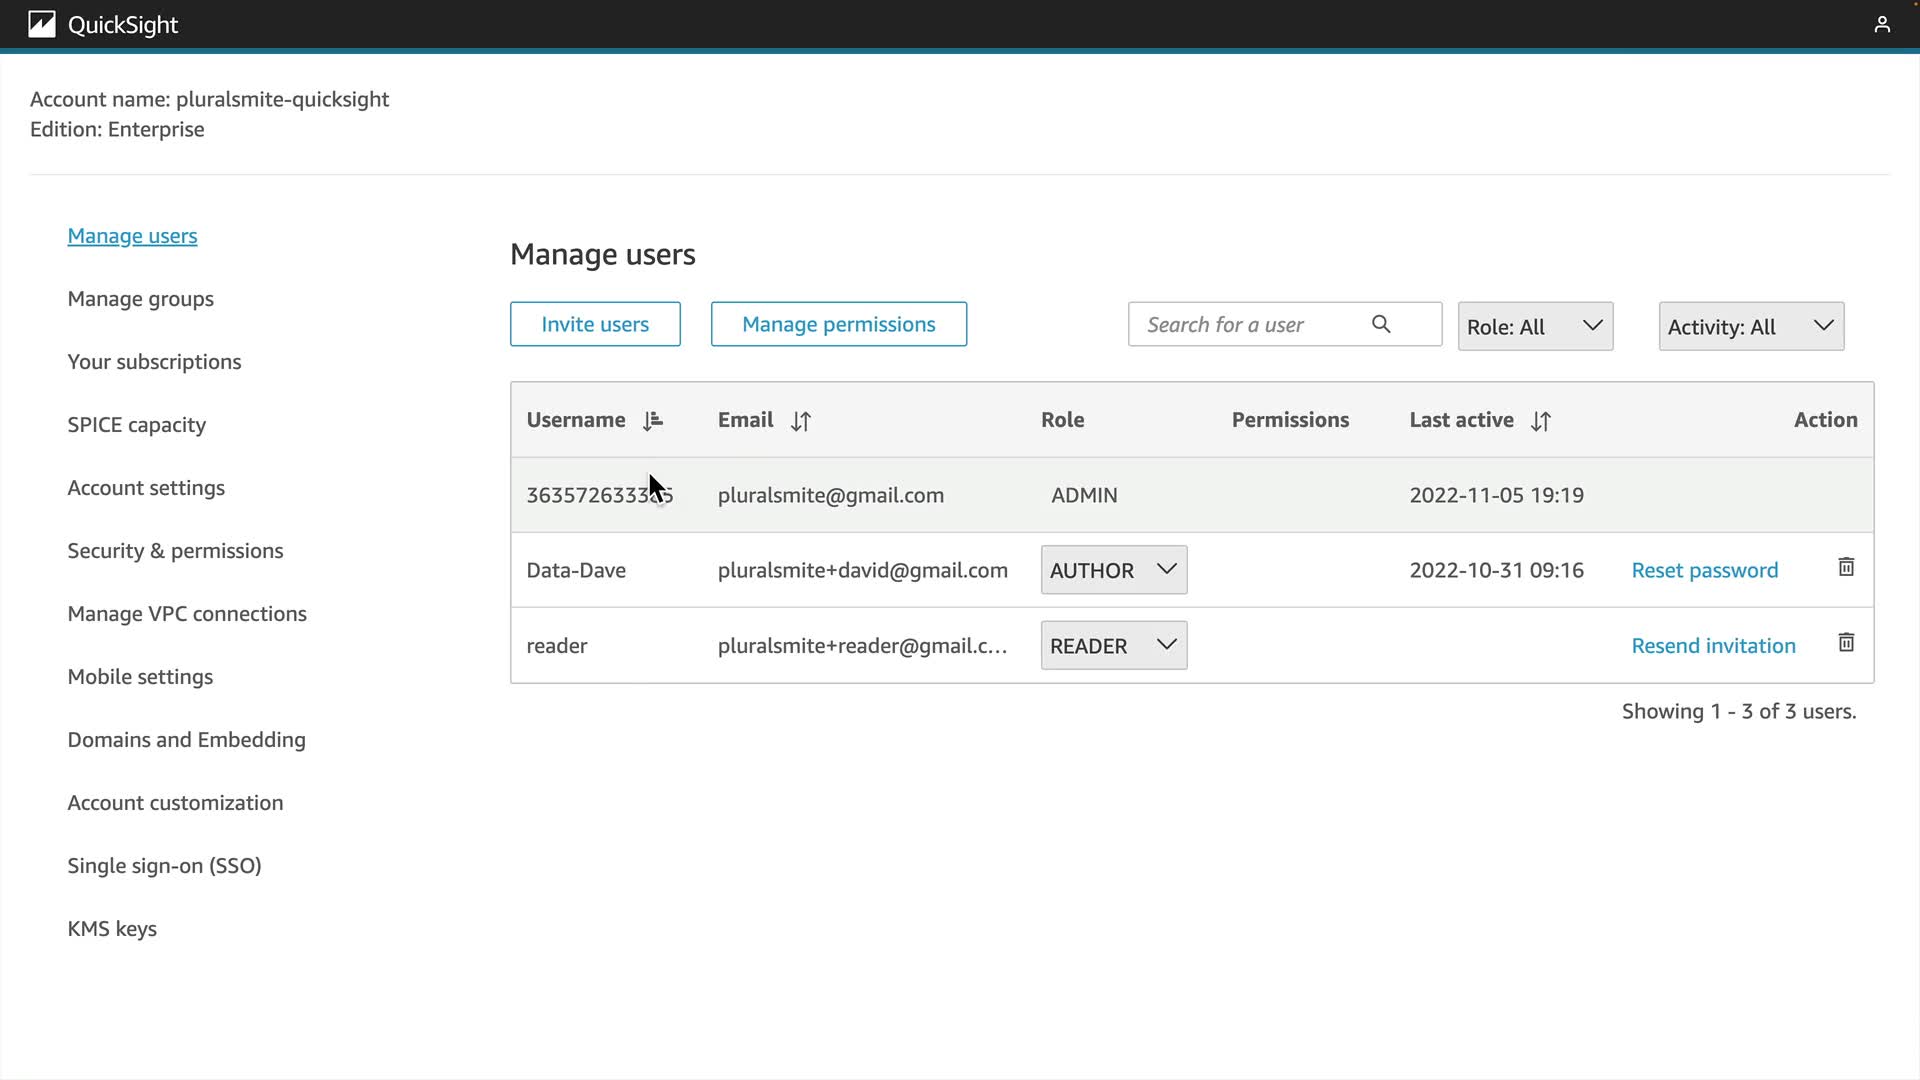 QuickSight
Account name: pluralsmite-quicksight
Edition: Enterprise
Manage users
Manage groups
Your subscriptions
SPICE capacity
Account settings
Security & permissions
Manage VPC connections
Mobile settings
Domains and Embedding
Account customization
Single sign-on (SSO)
KMS keys
Manage users
Invite users Manage permissions Search for a user Role: All Activity: All
Username Email Role Permissions Last active Action
pluralsmite@gmail.com ADMIN 2022-11-05 19:19
Data-Dave pluralsmite+david@gmail.com AUTHOR 2022-10-31 09:16 Reset password
reader pluralsmite+reader@gmail.c... READER Resend invitation
Showing 1 - 3 of 3 users.